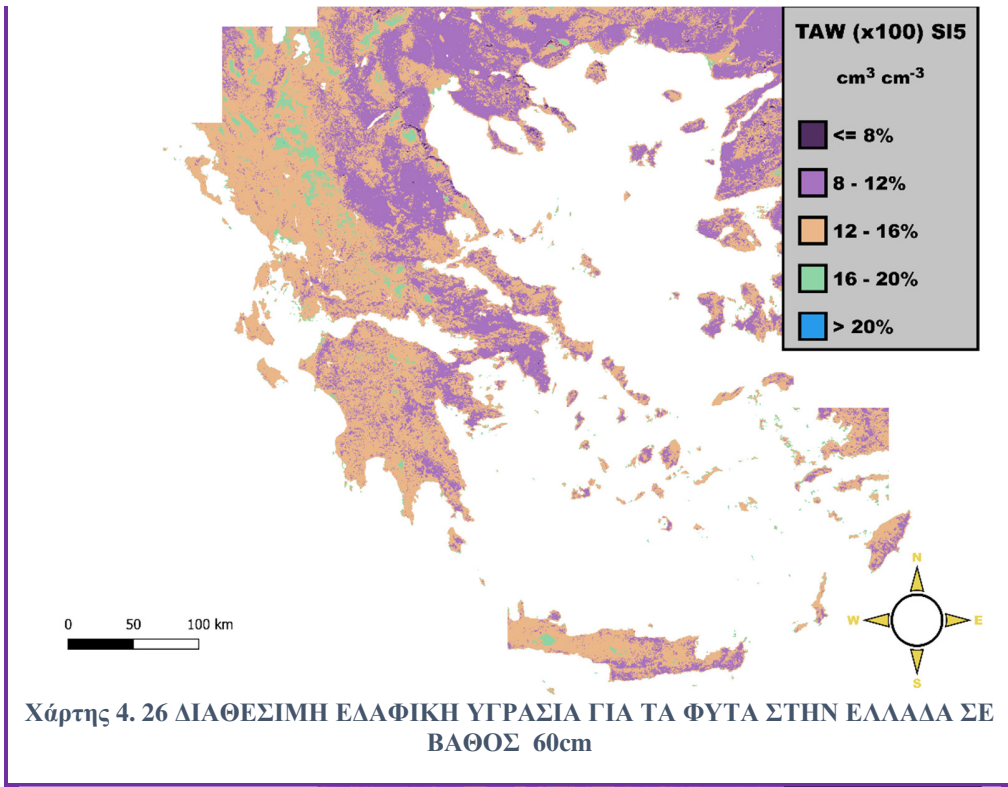 TAW (x100) SI5
cm³ cm⁻³
<= 8%
8 - 12%
12 - 16%
16 - 20%
> 20%
N
W E
S
0 50 100 km
Χάρτης 4. 26 ΔΙΑΘΕΣΙΜΗ ΕΔΑΦΙΚΗ ΥΓΡΑΣΙΑ ΓΙΑ ΤΑ ΦΥΤΑ ΣΤΗΝ ΕΛΛΑΔΑ ΣΕ
ΒΑΘΟΣ 60cm